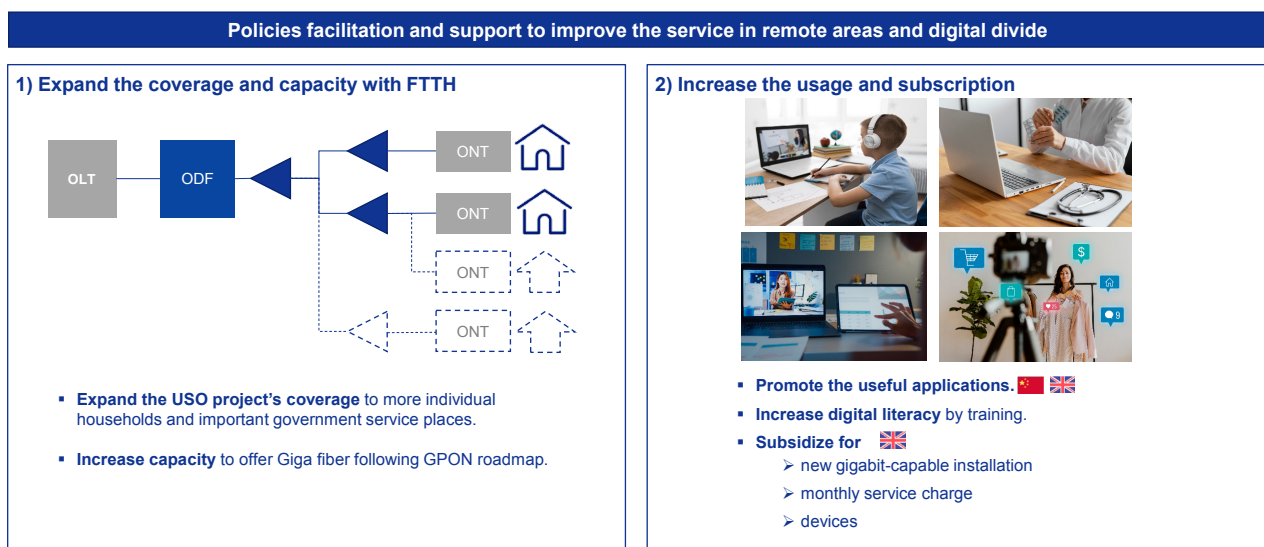 Policies facilitation and support to improve the service in remote areas and digital divide
1) Expand the coverage and capacity with FTTH
OLT
ODF
ONT
ONT
ONT
ONT
▪ Expand the USO project's coverage to more individual
households and important government service places.
▪ Increase capacity to offer Giga fiber following GPON roadmap.
2) Increase the usage and subscription
$
9
▪ Promote the useful applications.
▪ Increase digital literacy by training.
▪ Subsidize for
➢ new gigabit-capable installation
➢ monthly service charge
➢ devices